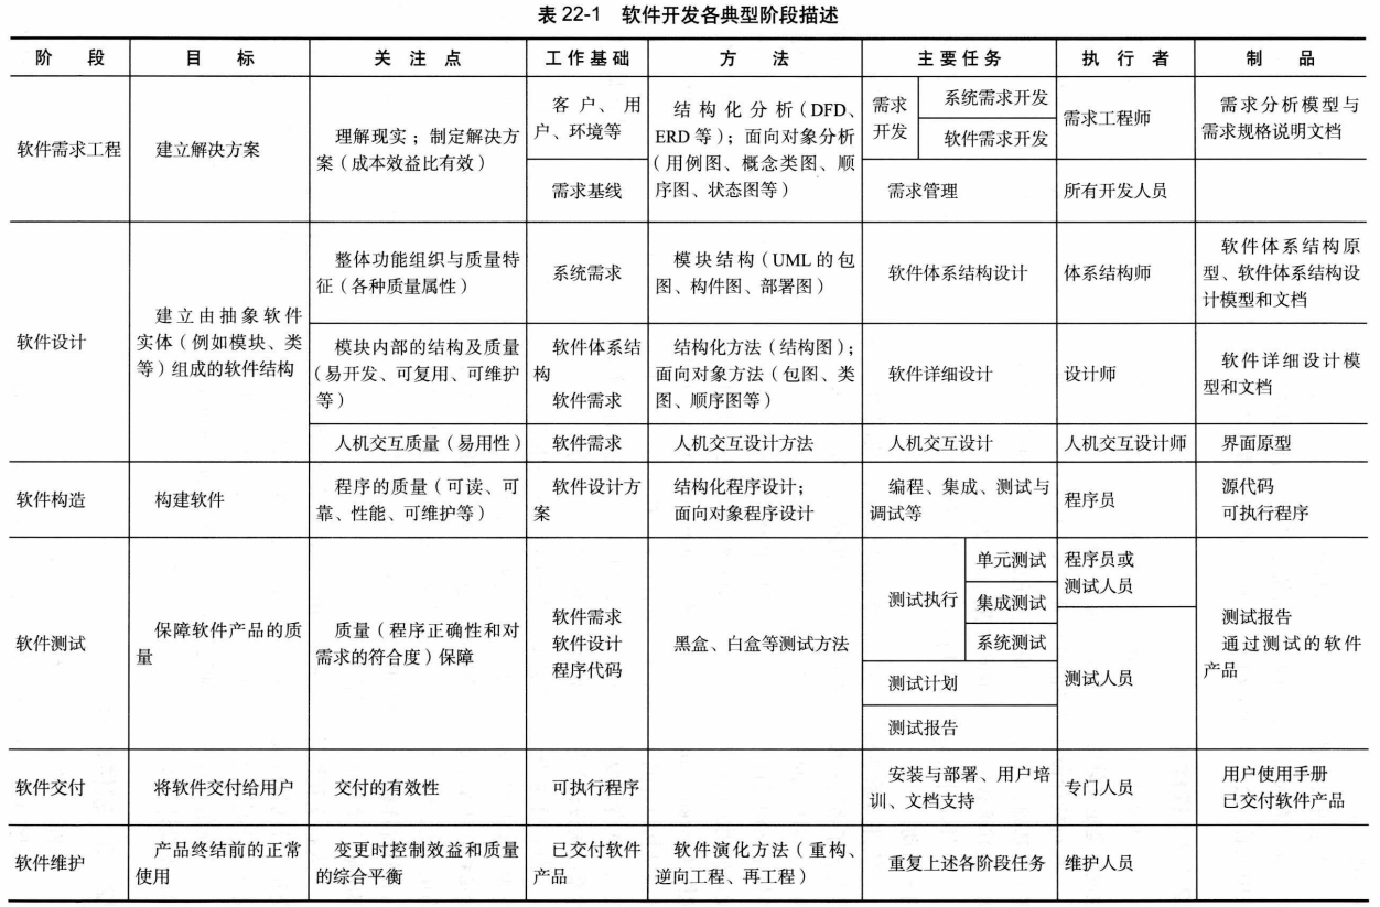 表 22-1 软件开发各典型阶段描述
阶 段 目 标 关 注 点 工作基础 方 法 主要任务 执 行 者 制 品
软件需求工程
建立解决方案
理解现实；制定解决方
案（成本效益比有效）
客户、用
户、环境等
需求基线
结构化分析（DFD、
ERD 等）；面向对象分析
（用例图、概念类图、顺
序图、状态图等）
需求
开发
系统需求开发
软件需求开发
需求管理
需求工程师
所有开发人员
需求分析模型与
需求规格说明文档
软件设计
建立由抽象软件
实体（例如模块、类
等）组成的软件结构
整体功能组织与质量特
征（各种质量属性）
系统需求
模块结构（UML 的包
图、构件图、部署图）
软件体系结构设计
体系结构师
软件体系结构原
型、软件体系结构设
计模型和文档
模块内部的结构及质量
（易开发、可复用、可维护
等）
软件体系结
构
软件需求
结构化方法（结构图）；
面向对象方法（包图、类
图、顺序图等）
软件详细设计
设计师
软件详细设计模
型和文档
人机交互质量（易用性）
软件需求
人机交互设计方法
人机交互设计
人机交互设计师
界面原型
软件构造
构建软件
程序的质量（可读、可
靠、性能、可维护等）
软件设计方
案
结构化程序设计；
面向对象程序设计
编程、集成、测试与
调试等
程序员
源代码
可执行程序
软件测试
保障软件产品的质
量
质量（程序正确性和对
需求的符合度）保障
软件需求
软件设计
程序代码
黑盒、白盒等测试方法
测试执行
单元测试
集成测试
系统测试
测试计划
测试报告
程序员或
测试人员
测试人员
测试报告
通过测试的软件
产品
软件交付
将软件交付给用户
交付的有效性
可执行程序
安装与部署、用户培
训、文档支持
专门人员
用户使用手册
已交付软件产品
软件维护
产品终结前的正常
使用
变更时控制效益和质量
的综合平衡
已交付软件
产品
软件演化方法（重构、
逆向工程、再工程）
重复上述各阶段任务
维护人员